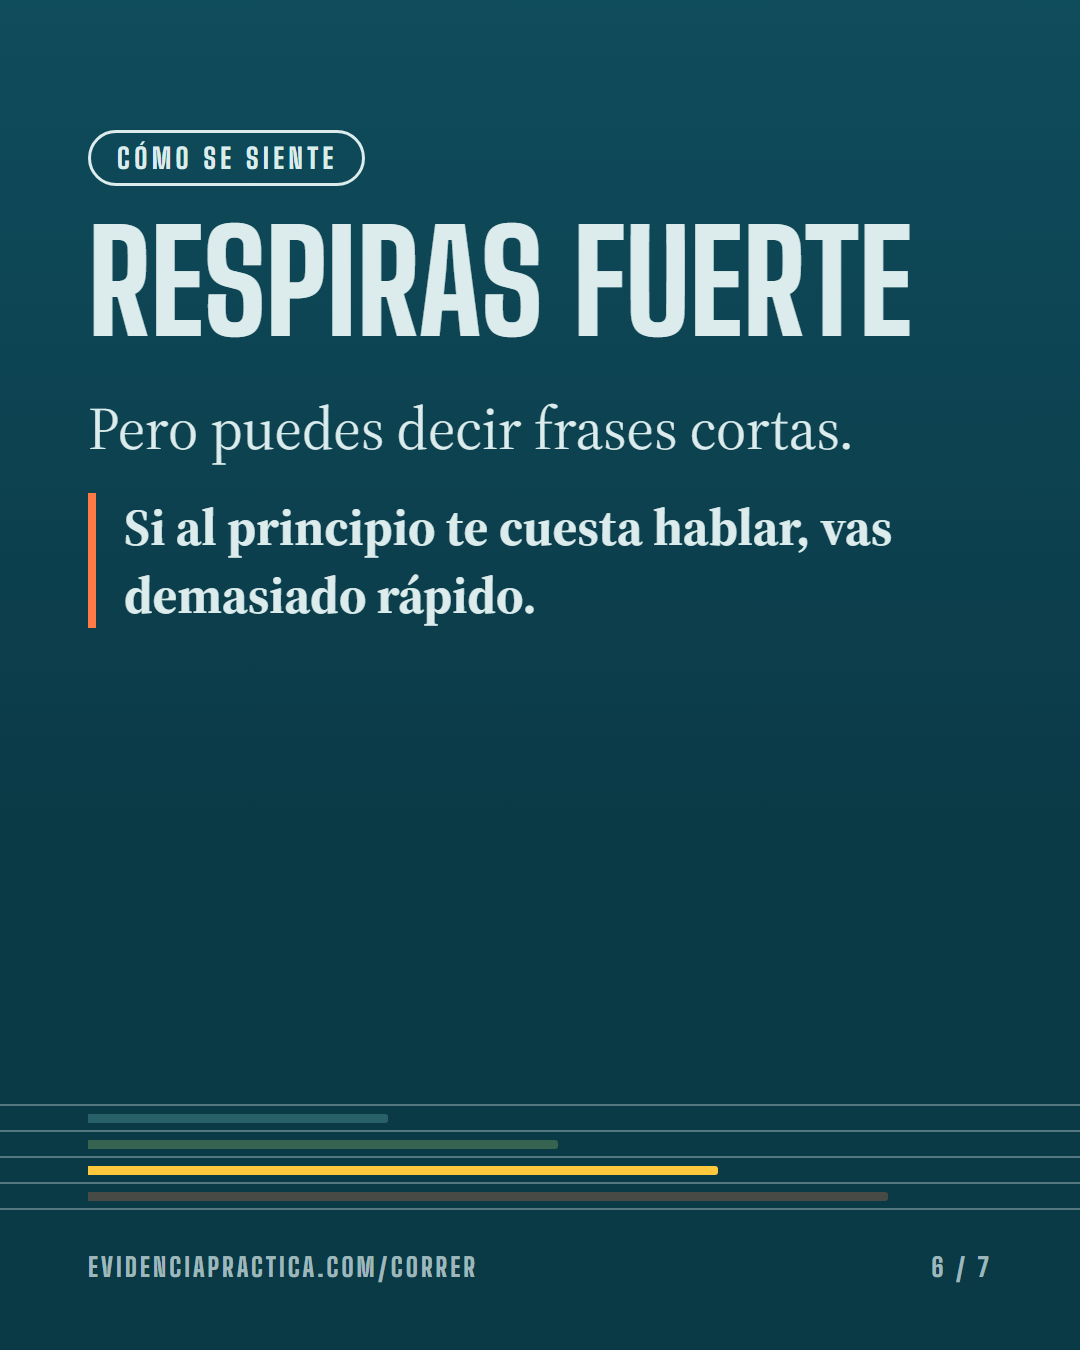 CÓMO SE SIENTE
RESPIRAS FUERTE
Pero puedes decir frases cortas.
Si al principio te cuesta hablar, vas
demasiado rápido.
EVIDENCIAPRACTICA.COM/CORRER
6 / 7